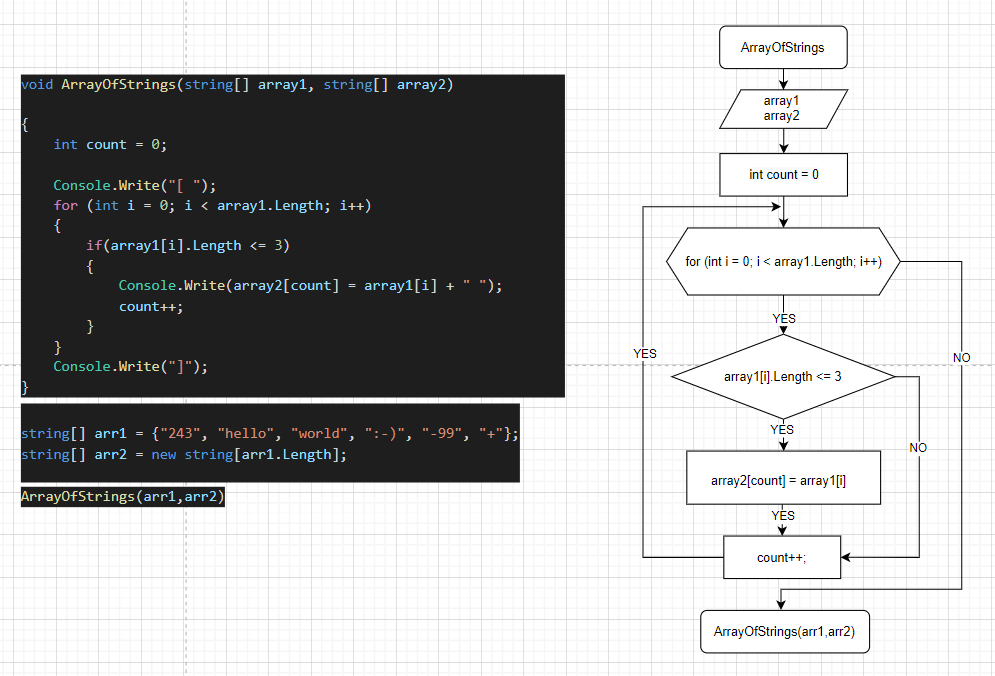 void ArrayOfStrings(string[] array1, string[] array2)
{
int count = 0;
Console.Write("[ ");
for (int i = 0; i < array1.Length; i++)
{
if(array1[i].Length <= 3)
{
Console.Write(array2[count] = array1[i] + " ");
count++;
}
}
Console.Write("]");
}
string[] arr1 = {"243", "hello", "world", ":-)", "-99", "+"};
string[] arr2 = new string[arr1.Length];
ArrayOfStrings(arr1,arr2)
ArrayOfStrings
array1
array2
int count = 0
for (int i = 0; i < array1.Length; i++)
YES
YES
NO
array1[i].Length <= 3
YES
NO
array2[count] = array1[i]
YES
count++;
ArrayOfStrings(arr1,arr2)